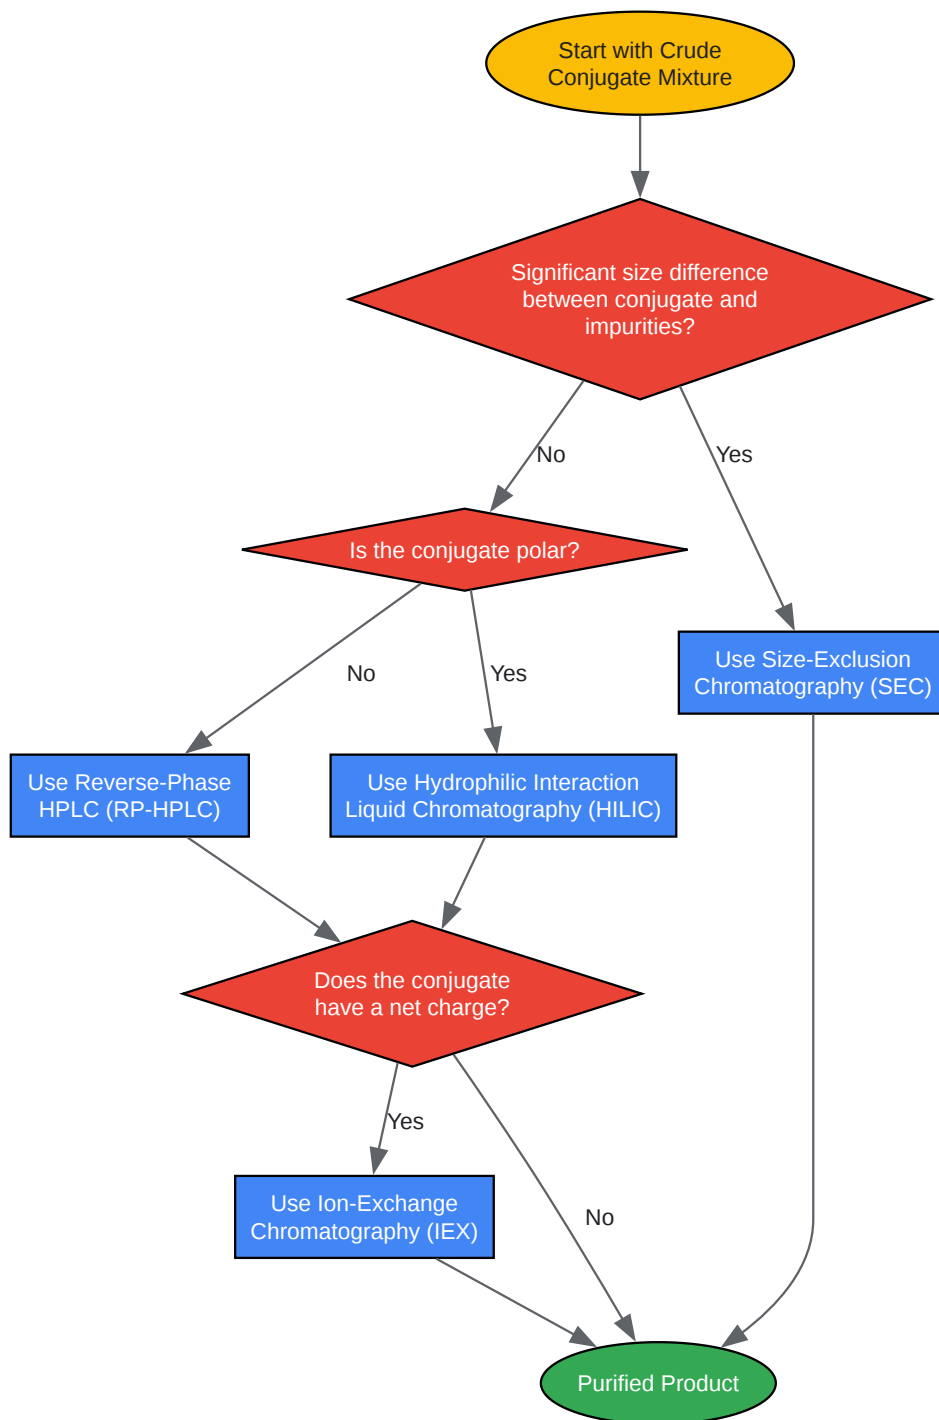 Start with Crude
Conjugate Mixture
Significant size difference
between conjugate and
impurities?
No
Yes
Is the conjugate polar?
No
Yes
Use Size-Exclusion
Chromatography (SEC)
Use Reverse-Phase
HPLC (RP-HPLC)
Use Hydrophilic Interaction
Liquid Chromatography (HILIC)
Does the conjugate
have a net charge?
Yes
No
Use Ion-Exchange
Chromatography (IEX)
Purified Product